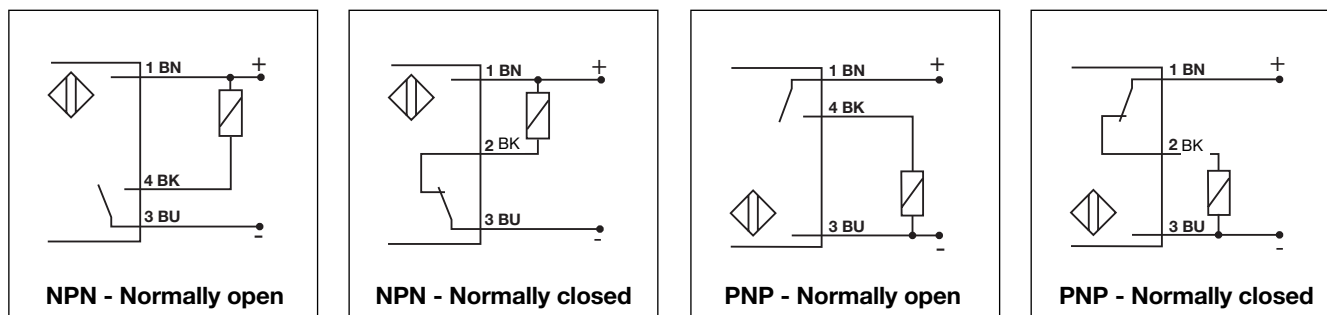 1 BN +
4 BK
3 BU
-
NPN - Normally open
1 BN +
2 BK
3 BU
-
NPN - Normally closed
1 BN +
4 BK
3 BU
-
PNP - Normally open
1 BN +
2 BK
3 BU
-
PNP - Normally closed